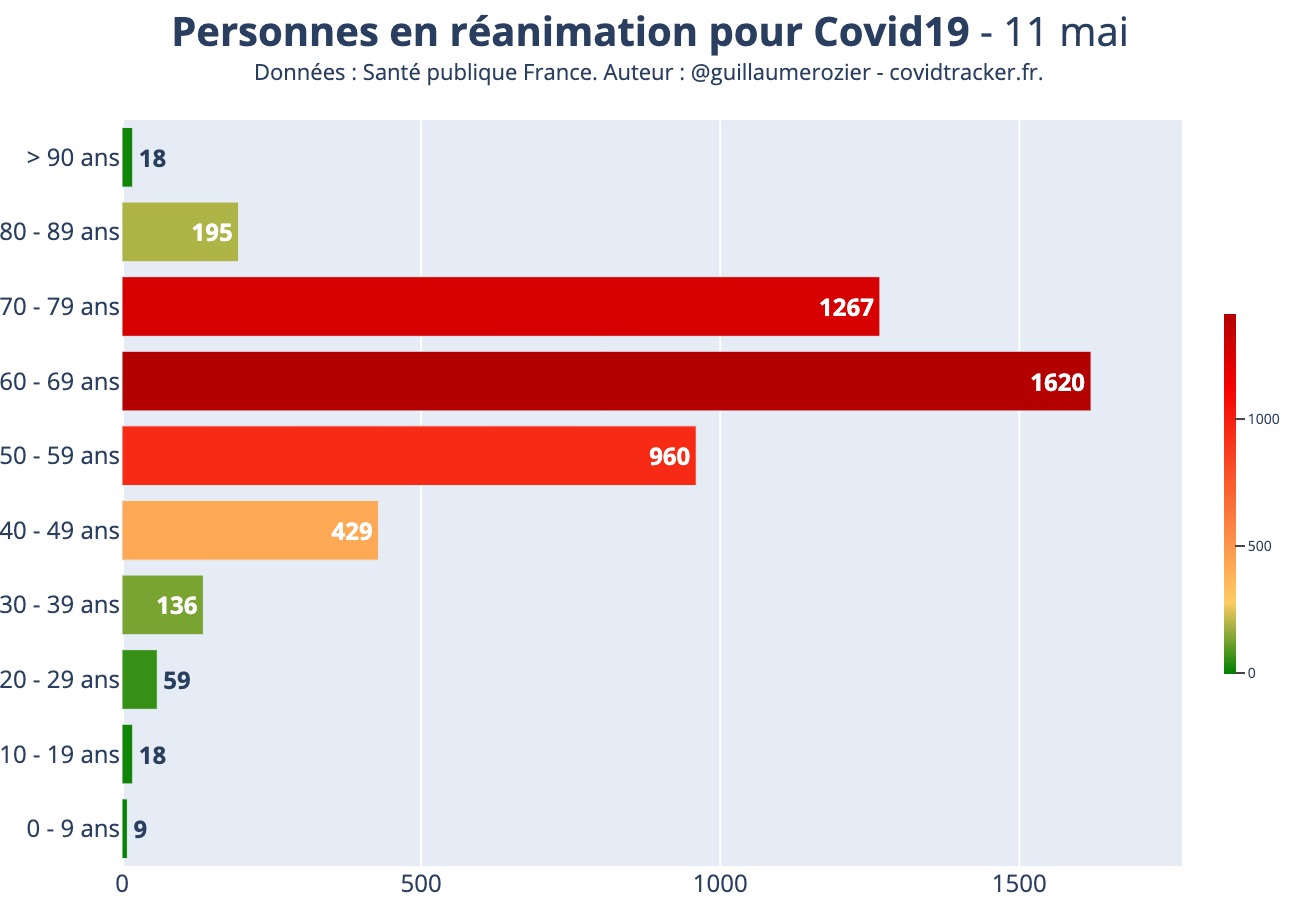 Personnes en réanimation pour Covid19 - 11 mai
Données : Santé publique France. Auteur : @guillaumerozier - covidtracker.fr.
> 90 ans 18
80 - 89 ans 195
70 - 79 ans 1267
60 - 69 ans 1620
50 - 59 ans 960
40 - 49 ans 429
30 - 39 ans 136
20 - 29 ans 59
10 - 19 ans 18
0 - 9 ans 9
0 500 1000 1500
1000
500
0